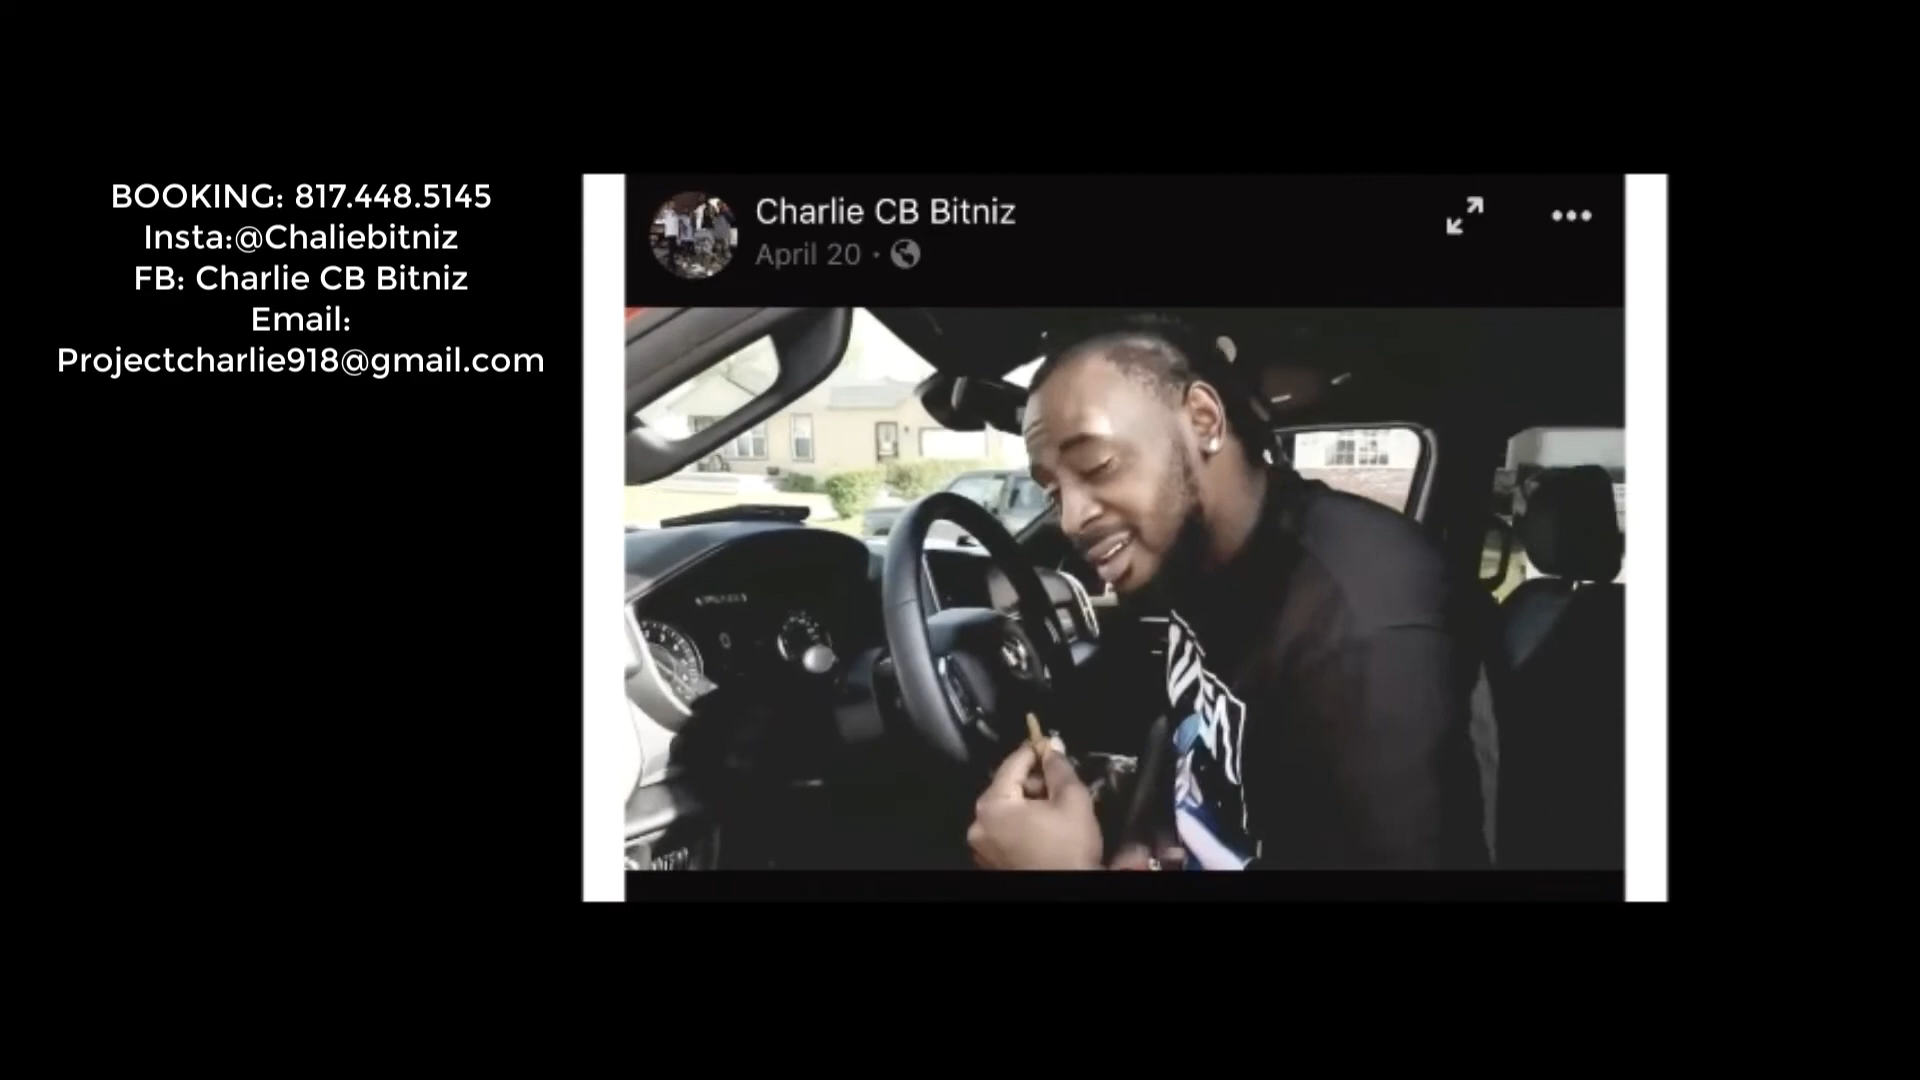 BOOKING: 817.448.5145
Insta:@Chaliebitniz
FB: Charlie CB Bitniz
Email:
Projectcharlie918@gmail.com
Charlie CB Bitniz
April 20 ·